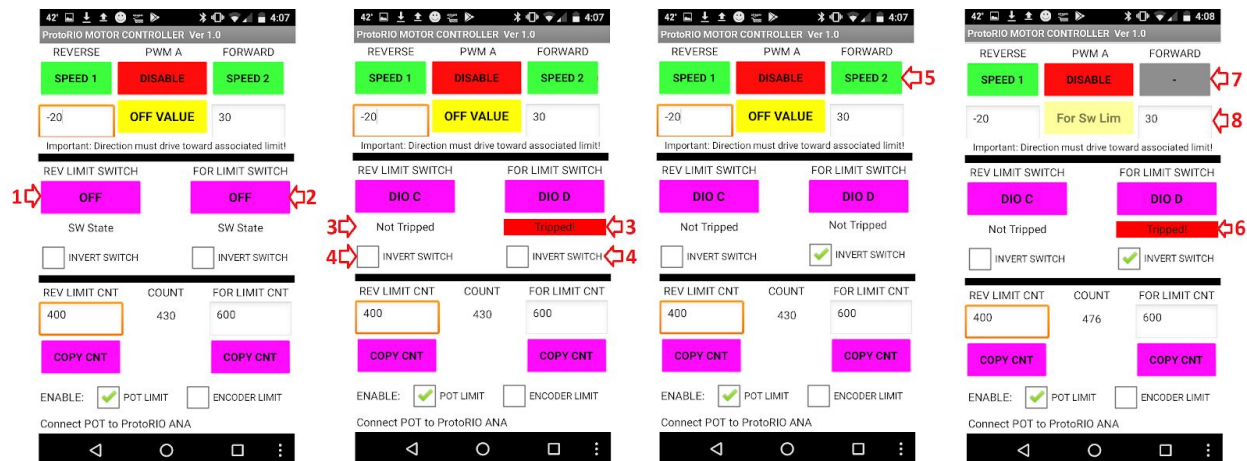 42° 4:07
ProtoRIO MOTOR CONTROLLER Ver 1.0
REVERSE PWM A FORWARD
SPEED 1 DISABLE SPEED 2
-20 OFF VALUE 30
Important: Direction must drive toward associated limit!
REV LIMIT SWITCH FOR LIMIT SWITCH
1 OFF OFF 2
SW State SW State
INVERT SWITCH INVERT SWITCH
REV LIMIT CNT COUNT FOR LIMIT CNT
400 430 600
COPY CNT COPY CNT
ENABLE: POT LIMIT ENCODER LIMIT
Connect POT to ProtoRIO ANA
42° 4:07
ProtoRIO MOTOR CONTROLLER Ver 1.0
REVERSE PWM A FORWARD
SPEED 1 DISABLE SPEED 2
-20 OFF VALUE 30
Important: Direction must drive toward associated limit!
REV LIMIT SWITCH FOR LIMIT SWITCH
DIO C DIO D
3 Not Tripped Tripped! 3
4 INVERT SWITCH INVERT SWITCH 4
REV LIMIT CNT COUNT FOR LIMIT CNT
400 430 600
COPY CNT COPY CNT
ENABLE: POT LIMIT ENCODER LIMIT
Connect POT to ProtoRIO ANA
42° 4:07
ProtoRIO MOTOR CONTROLLER Ver 1.0
REVERSE PWM A FORWARD
SPEED 1 DISABLE SPEED 2 5
-20 OFF VALUE 30
Important: Direction must drive toward associated limit!
REV LIMIT SWITCH FOR LIMIT SWITCH
DIO C DIO D
Not Tripped Not Tripped
INVERT SWITCH INVERT SWITCH
REV LIMIT CNT COUNT FOR LIMIT CNT
400 430 600
COPY CNT COPY CNT
ENABLE: POT LIMIT ENCODER LIMIT
Connect POT to ProtoRIO ANA
42° 4:08
ProtoRIO MOTOR CONTROLLER Ver 1.0
REVERSE PWM A FORWARD
SPEED 1 DISABLE - 7
-20 For Sw Lim 30 8
Important: Direction must drive toward associated limit!
REV LIMIT SWITCH FOR LIMIT SWITCH
DIO C DIO D
Not Tripped Tripped! 6
INVERT SWITCH INVERT SWITCH
REV LIMIT CNT COUNT FOR LIMIT CNT
400 476 600
COPY CNT COPY CNT
ENABLE: POT LIMIT ENCODER LIMIT
Connect POT to ProtoRIO ANA